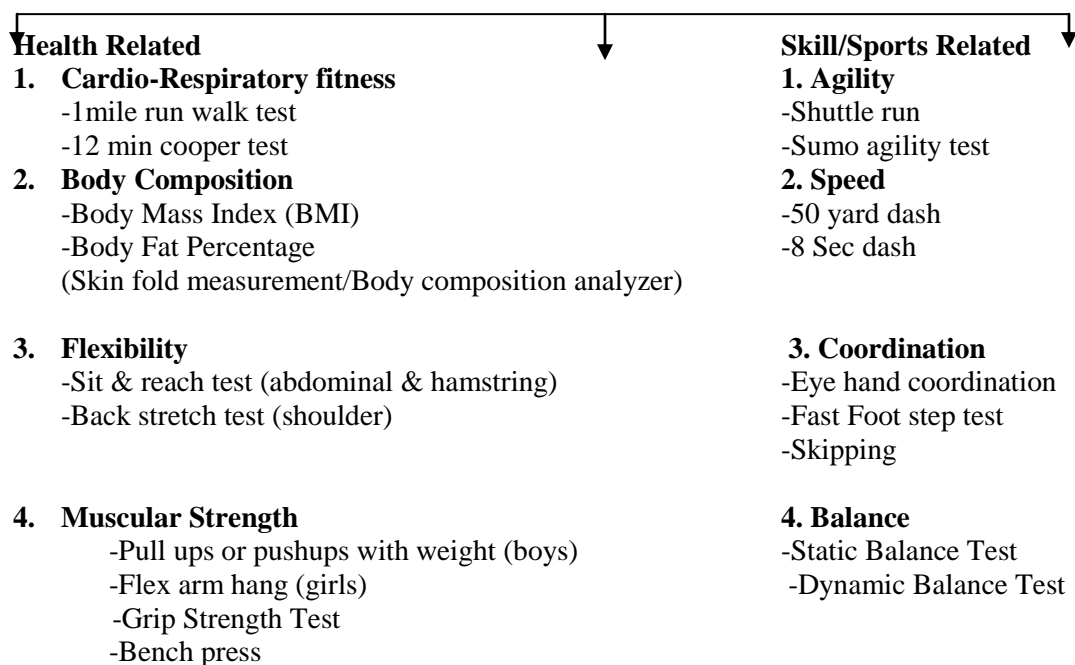 Health Related
1. Cardio-Respiratory fitness
-1mile run walk test
-12 min cooper test
2. Body Composition
-Body Mass Index (BMI)
-Body Fat Percentage
(Skin fold measurement/Body composition analyzer)
3. Flexibility
-Sit & reach test (abdominal & hamstring)
-Back stretch test (shoulder)
4. Muscular Strength
-Pull ups or pushups with weight (boys)
-Flex arm hang (girls)
-Grip Strength Test
-Bench press
Skill/Sports Related
1. Agility
-Shuttle run
-Sumo agility test
2. Speed
-50 yard dash
-8 Sec dash
3. Coordination
-Eye hand coordination
-Fast Foot step test
-Skipping
4. Balance
-Static Balance Test
-Dynamic Balance Test